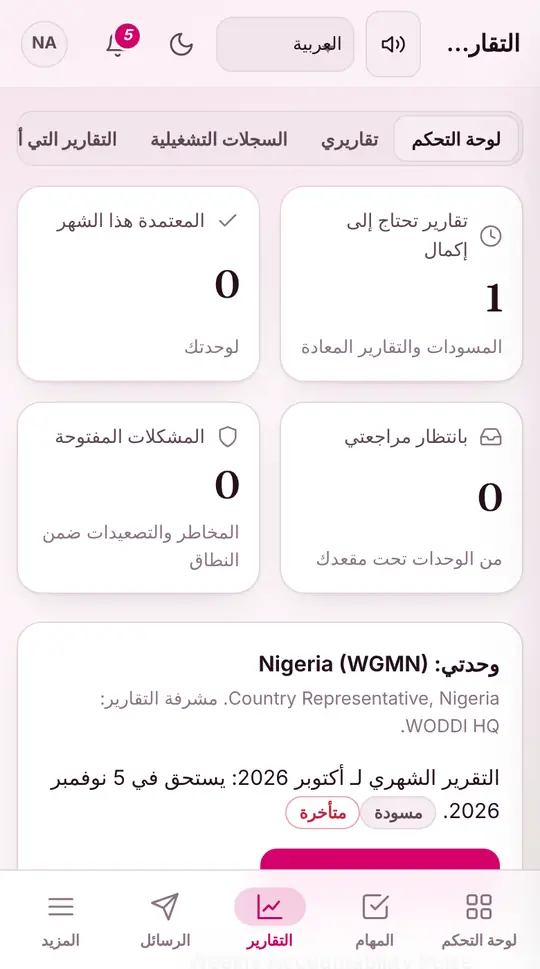 التقار...
العربية
5
NA
لوحة التحكم
تقاريري
السجلات التشغيلية
التقارير التي أ
تقارير تحتاج إلى
إكمال
1
المسودات والتقارير المعادة
المعتمدة هذا الشهر
0
لوحدتك
بانتظار مراجعتي
0
من الوحدات تحت مقعدك
المشكلات المفتوحة
0
المخاطر والتصعيدات ضمن
النطاق
وحدتي: Nigeria (WGMN)
Country Representative, Nigeria. مشرفة التقارير:
WODDI HQ.
التقرير الشهري لـ أكتوبر 2026: يستحق في 5 نوفمبر
2026. مسودة متأخرة
لوحة التحكم
المهام
التقارير
الرسائل
المزيد
Weekly Accountability Pulse